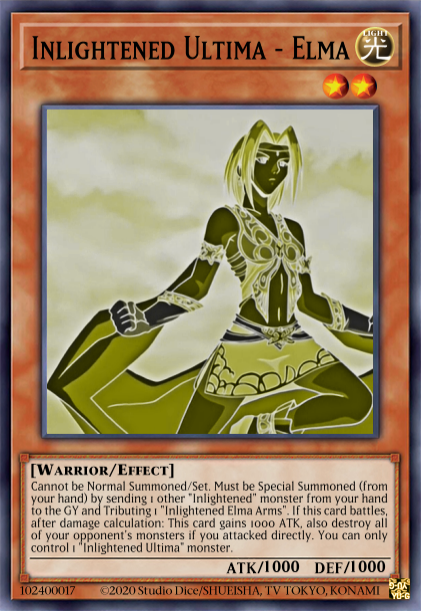 Inlightened Ultima - Elma
LIGHT
光
[Warrior/Effect]
Cannot be Normal Summoned/Set. Must be Special Summoned (from
your hand) by sending 1 other "Inlightened" monster from your hand
to the GY and Tributing 1 "Inlightened Elma Arms". If this card battles,
after damage calculation: This card gains 1000 ATK, also destroy all
of your opponent's monsters if you attacked directly. You can only
control 1 "Inlightened Ultima" monster.
ATK/1000 DEF/1000
102400017 ©2020 Studio Dice/SHUEISHA, TV TOKYO, KONAMI